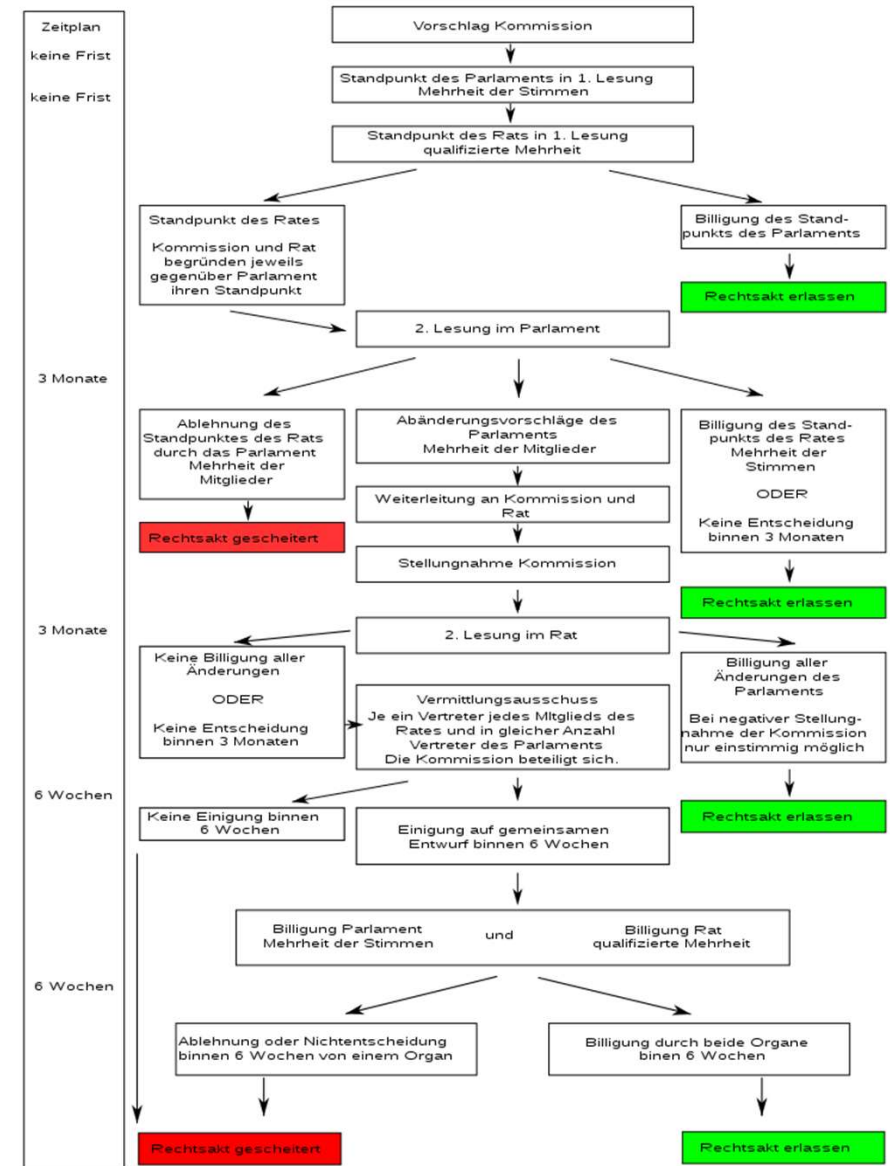 Zeitplan
keine Frist
keine Frist
Vorschlag Kommission
Standpunkt des Parlaments in 1. Lesung
Mehrheit der Stimmen
Standpunkt des Rats in 1. Lesung
qualifizierte Mehrheit
Standpunkt des Rates
Kommission und Rat
begründen jeweils
gegenüber Parlament
ihren Standpunkt
Billigung des Stand-
punkts des Parlaments
Rechtsakt erlassen
2. Lesung im Parlament
3 Monate
Ablehnung des
Standpunktes des Rats
durch das Parlament
Mehrheit der
Mitglieder
Rechtsakt gescheitert
Abänderungsvorschläge des
Parlaments
Mehrheit der Mitglieder
Weiterleitung an Kommission und
Rat
Stellungnahme Kommission
Billigung des Stand-
punkts des Rates
Mehrheit der
Stimmen
ODER
Keine Entscheidung
binnen 3 Monaten
Rechtsakt erlassen
3 Monate
2. Lesung im Rat
Keine Billigung aller
Änderungen
ODER
Keine Entscheidung
binnen 3 Monaten
Vermittlungsausschuss
Je ein Vertreter jedes MItglieds des
Rates und in gleicher Anzahl
Vertreter des Parlaments
Die Kommission beteiligt sich.
Billigung aller
Änderungen des
Parlaments
Bei negativer Stellung-
nahme der Kommission
nur einstimmig möglich
Rechtsakt erlassen
6 Wochen
Keine Einigung binnen
6 Wochen
Einigung auf gemeinsamen
Entwurf binnen 6 Wochen
Billigung Parlament
Mehrheit der Stimmen
und
Billigung Rat
qualifizierte Mehrheit
6 Wochen
Ablehnung oder Nichtentscheidung
binnen 6 Wochen von einem Organ
Billigung durch beide Organe
binen 6 Wochen
Rechtsakt gescheitert
Rechtsakt erlassen